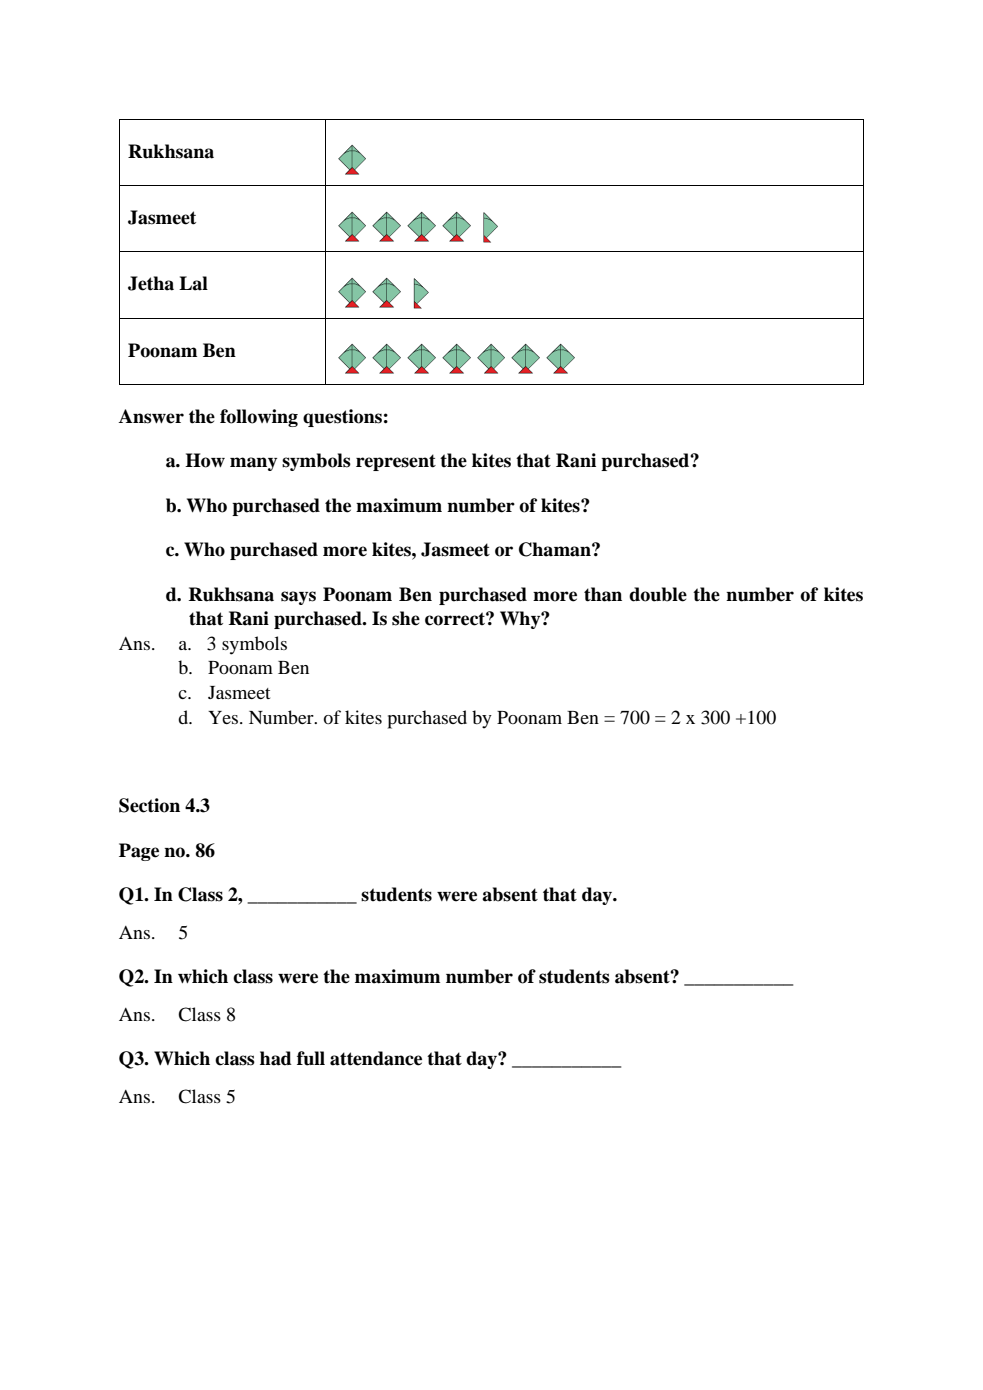 Rukhsana
Jasmeet
Jetha Lal
Poonam Ben
Answer the following questions:
a. How many symbols represent the kites that Rani purchased?
b. Who purchased the maximum number of kites?
c. Who purchased more kites, Jasmeet or Chaman?
d. Rukhsana says Poonam Ben purchased more than double the number of kites
that Rani purchased. Is she correct? Why?
Ans. a. 3 symbols
b. Poonam Ben
c. Jasmeet
d. Yes. Number. of kites purchased by Poonam Ben = 700 = 2 x 300 +100
Section 4.3
Page no. 86
Q1. In Class 2, ___________ students were absent that day.
Ans. 5
Q2. In which class were the maximum number of students absent? ___________
Ans. Class 8
Q3. Which class had full attendance that day? ___________
Ans. Class 5